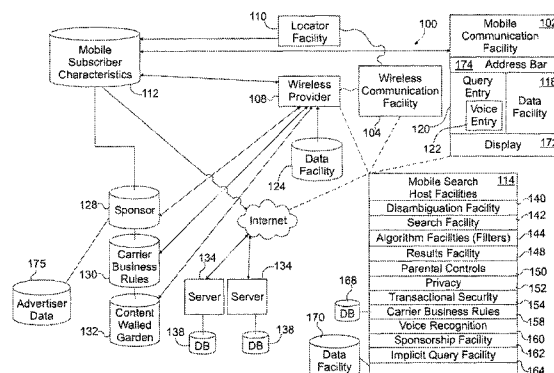 110
Locator
Facility
100
Mobile
Subscriber
Characteristics
112
Wireless
Provider
108
Wireless
Communication
Facility
104
Mobile 102
Communication
Facility
174 Address Bar
Query
Entry
Voice
Entry
118
Data
Facility
120
122
Display 172
Data
Facility
124
Internet
128
Sponsor
Carrier
Business
Rules
130
Content
Walled
Garden
132
175
Advertiser
Data
134
134
Server
Server
DB
138
DB
138
Mobile Search 114
Host Facilities
140
Disambiguation Facility
142
Search Facility
144
Algorithm Facilities (Filters)
148
Results Facility
150
Parental Controls
152
Privacy
154
Transactional Security
158
Carrier Business Rules
160
Voice Recognition
162
Sponsorship Facility
164
Implicit Query Facility
168
DB
170
Data
Facility